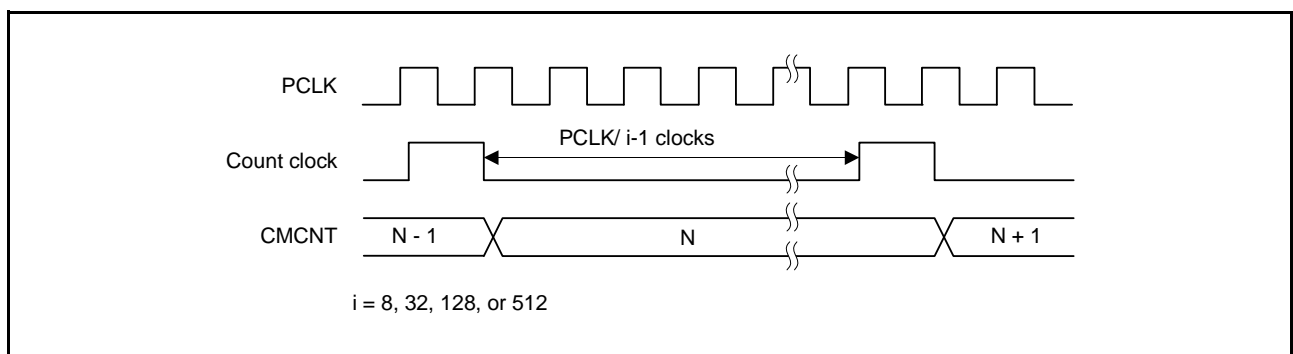 PCLK
PCLK/ i-1 clocks
Count clock
CMCNT
N - 1
N
N + 1
i = 8, 32, 128, or 512